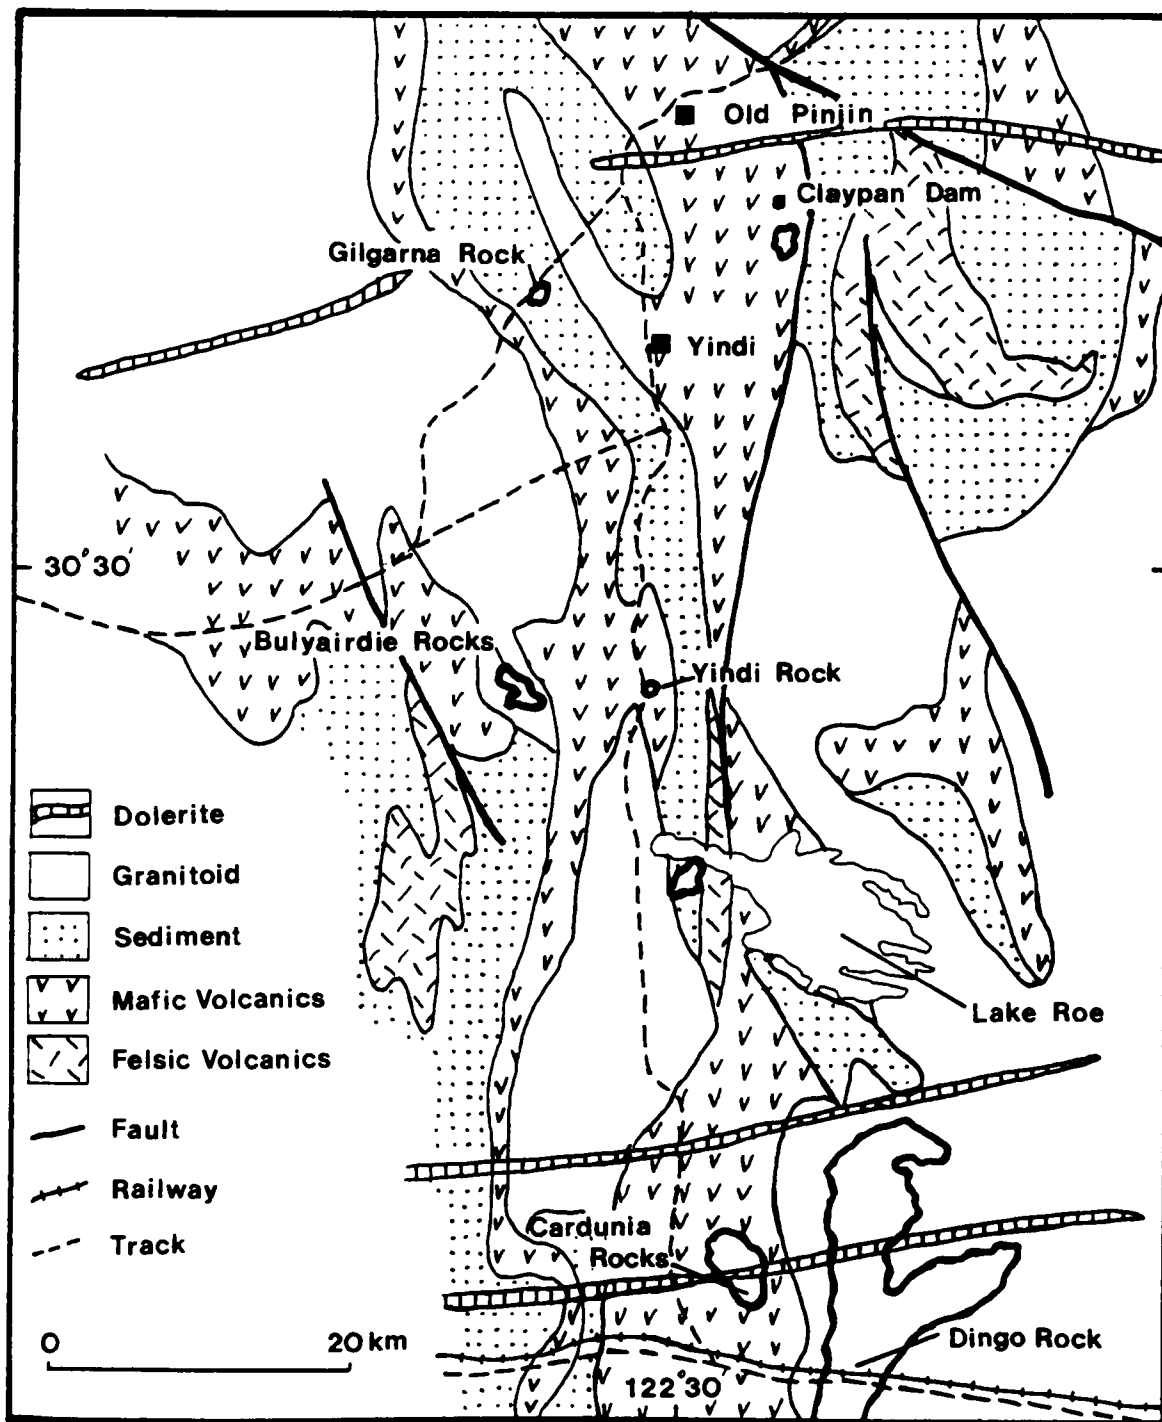 Old Pinjin
Claypan Dam
Gilgarna Rock
Yindi
30°30'
Bulyairdie Rocks
Yindi Rock
Dolerite
Granitoid
Sediment
Mafic Volcanics
Felsic Volcanics
Lake Roe
Fault
Railway
Track
Cardunia
Rocks
Dingo Rock
0 20 km
122°30'